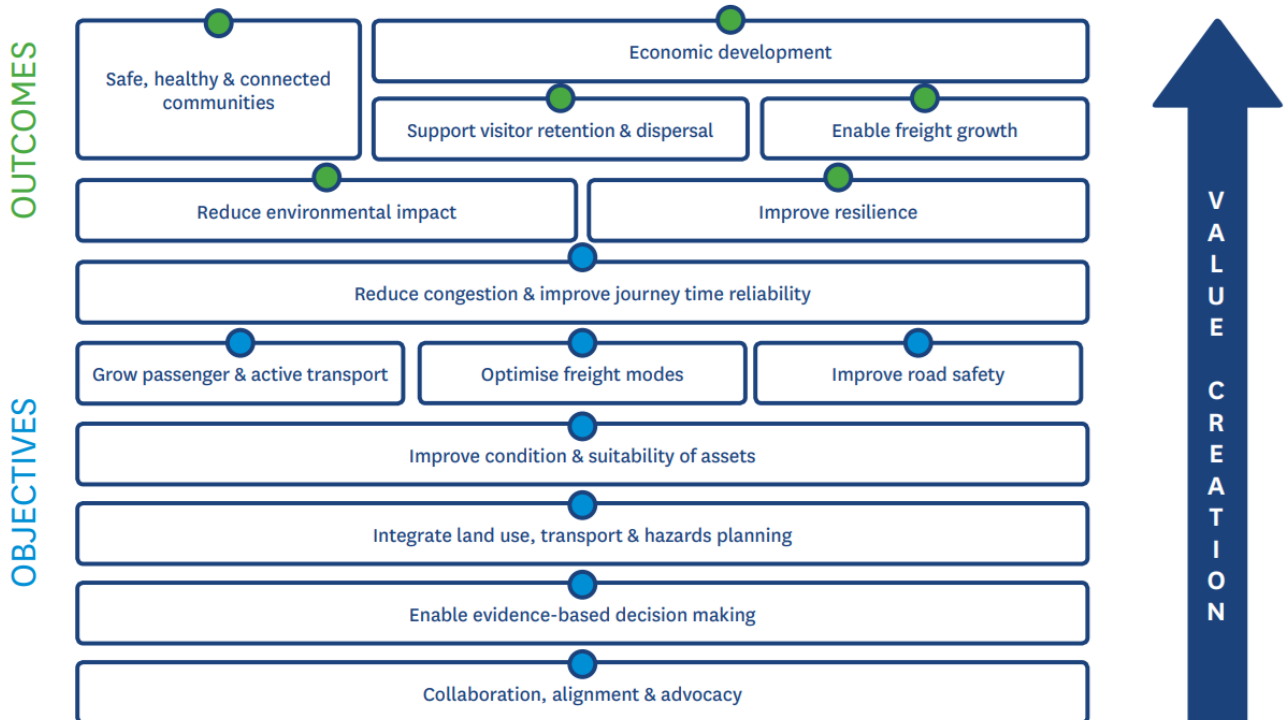 OUTCOMES
Safe, healthy & connected
communities
Economic development
Support visitor retention & dispersal
Enable freight growth
Reduce environmental impact
Improve resilience
OBJECTIVES
Reduce congestion & improve journey time reliability
Grow passenger & active transport
Optimise freight modes
Improve road safety
Improve condition & suitability of assets
Integrate land use, transport & hazards planning
Enable evidence-based decision making
Collaboration, alignment & advocacy
VALUE CREATION